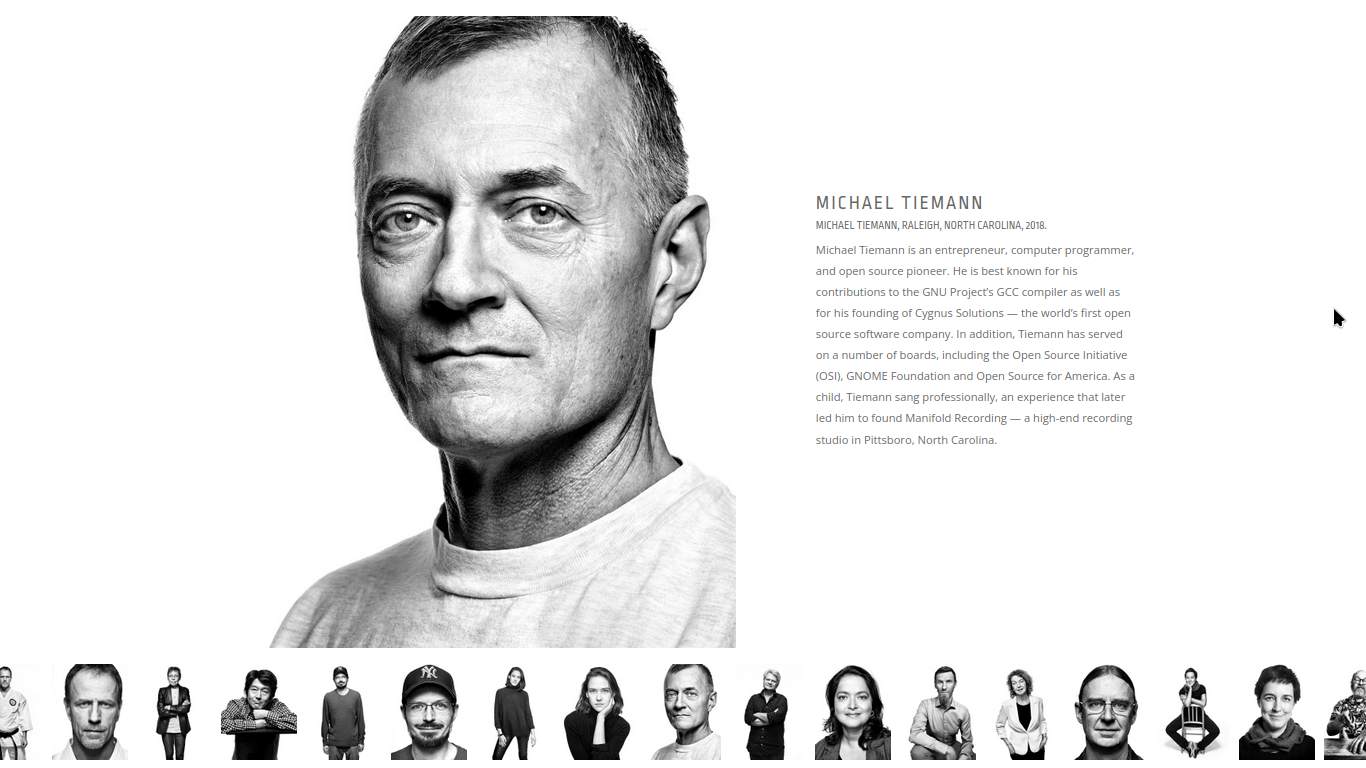 MICHAEL TIEMANN
MICHAEL TIEMANN, RALEIGH, NORTH CAROLINA, 2018.
Michael Tiemann is an entrepreneur, computer programmer,
and open source pioneer. He is best known for his
contributions to the GNU Project’s GCC compiler as well as
for his founding of Cygnus Solutions — the world’s first open
source software company. In addition, Tiemann has served
on a number of boards, including the Open Source Initiative
(OSI), GNOME Foundation and Open Source for America. As a
child, Tiemann sang professionally, an experience that later
led him to found Manifold Recording — a high-end recording
studio in Pittsboro, North Carolina.